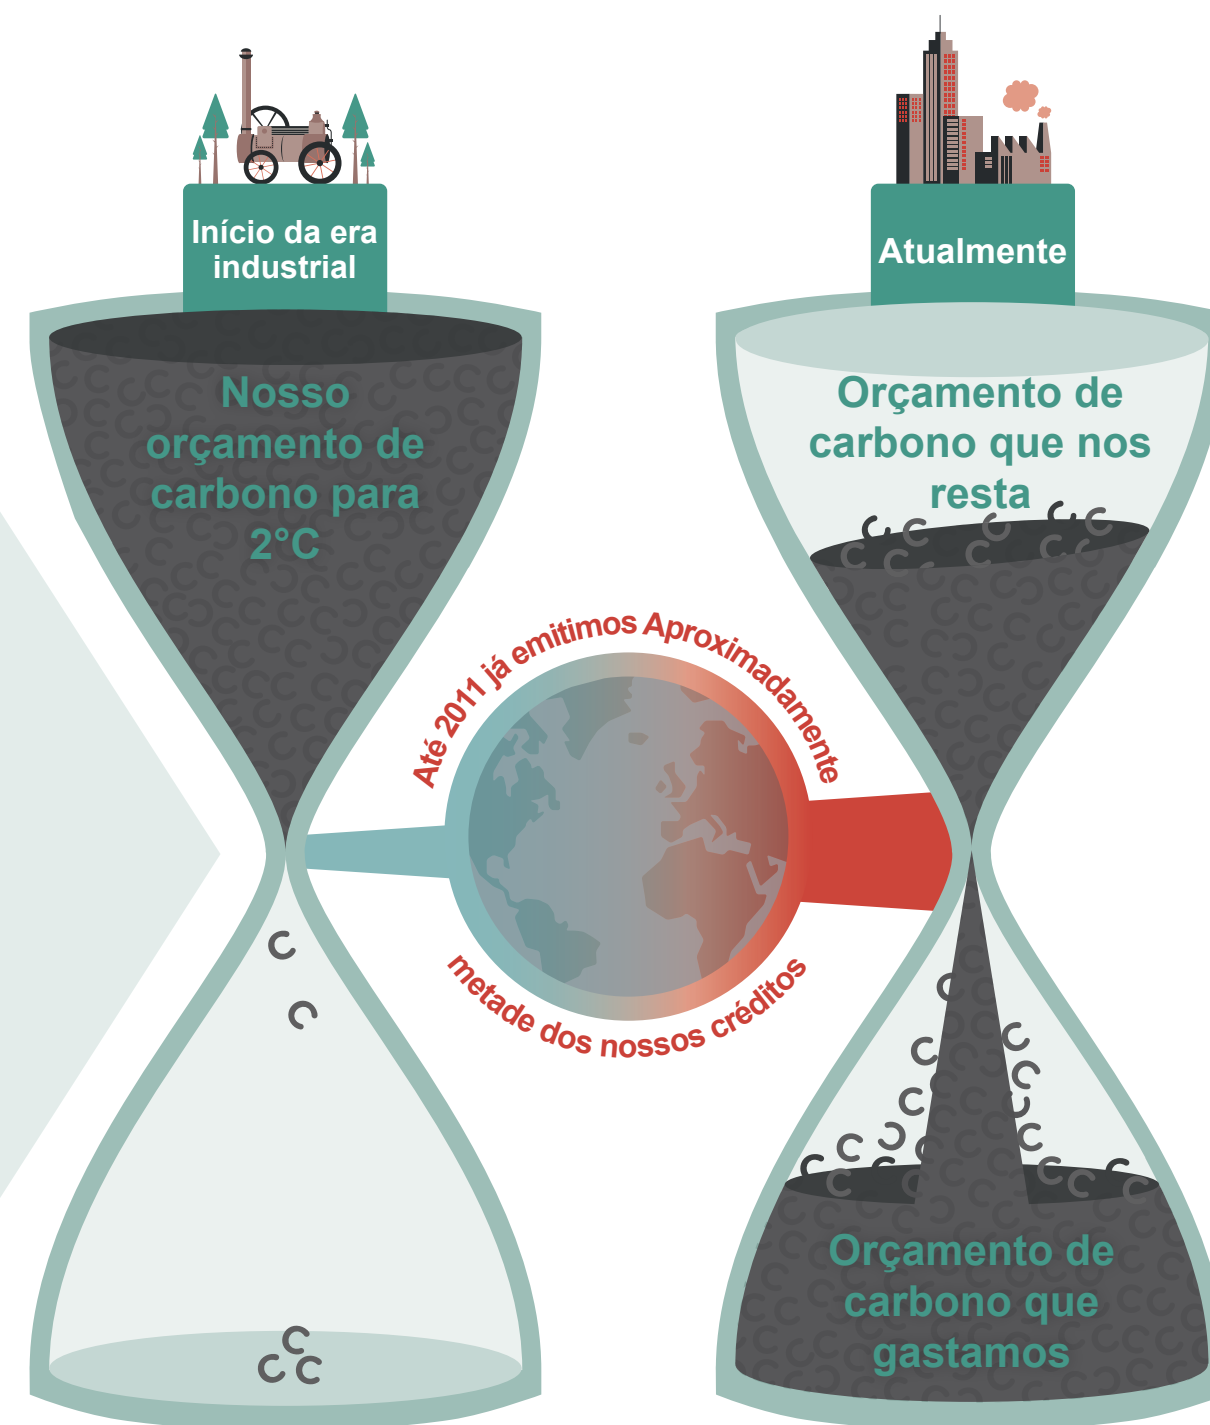 Início da era
industrial
Nosso
orçamento de
carbono para
2°C
Até 2011 já emitimos Aproximadamente
metade dos nossos créditos
Atualmente
Orçamento de
carbono que nos
resta
Orçamento de
carbono que
gastamos